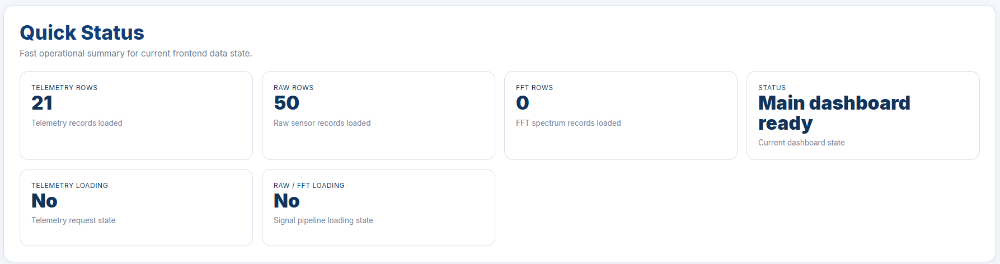 Quick Status
Fast operational summary for current frontend data state.
TELEMETRY ROWS
21
Telemetry records loaded
RAW ROWS
50
Raw sensor records loaded
FFT ROWS
0
FFT spectrum records loaded
STATUS
Main dashboard
ready
Current dashboard state
TELEMETRY LOADING
No
Telemetry request state
RAW / FFT LOADING
No
Signal pipeline loading state